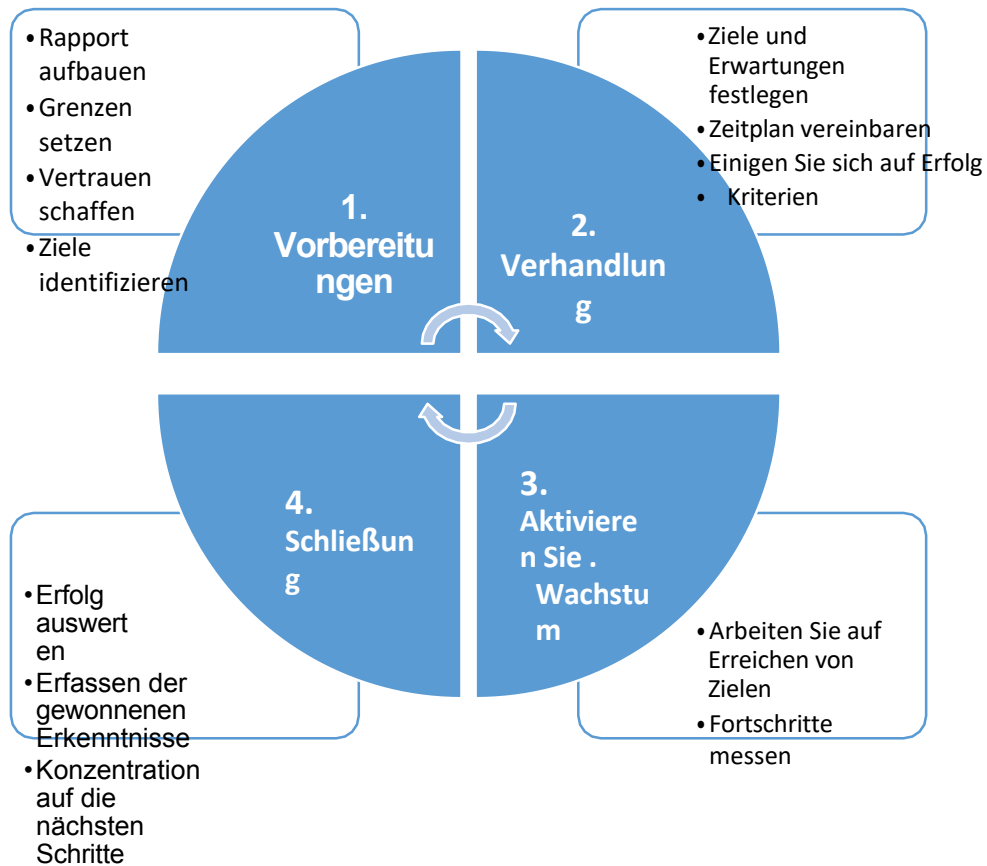 • Rapport
aufbauen
• Grenzen
setzen
• Vertrauen
schaffen
• Ziele
identifizieren
1.
Vorbereitu
ngen
• Ziele und
Erwartungen
festlegen
• Zeitplan vereinbaren
• Einigen Sie sich auf Erfolg
• Kriterien
2.
Verhandlun
g
3.
Aktiviere
n Sie .
Wachstu
m
• Arbeiten Sie auf
Erreichen von
Zielen
• Fortschritte
messen
4.
Schließun
g
• Erfolg
auswert
en
• Erfassen der
gewonnenen
Erkenntnisse
• Konzentration
auf die
nächsten
Schritte